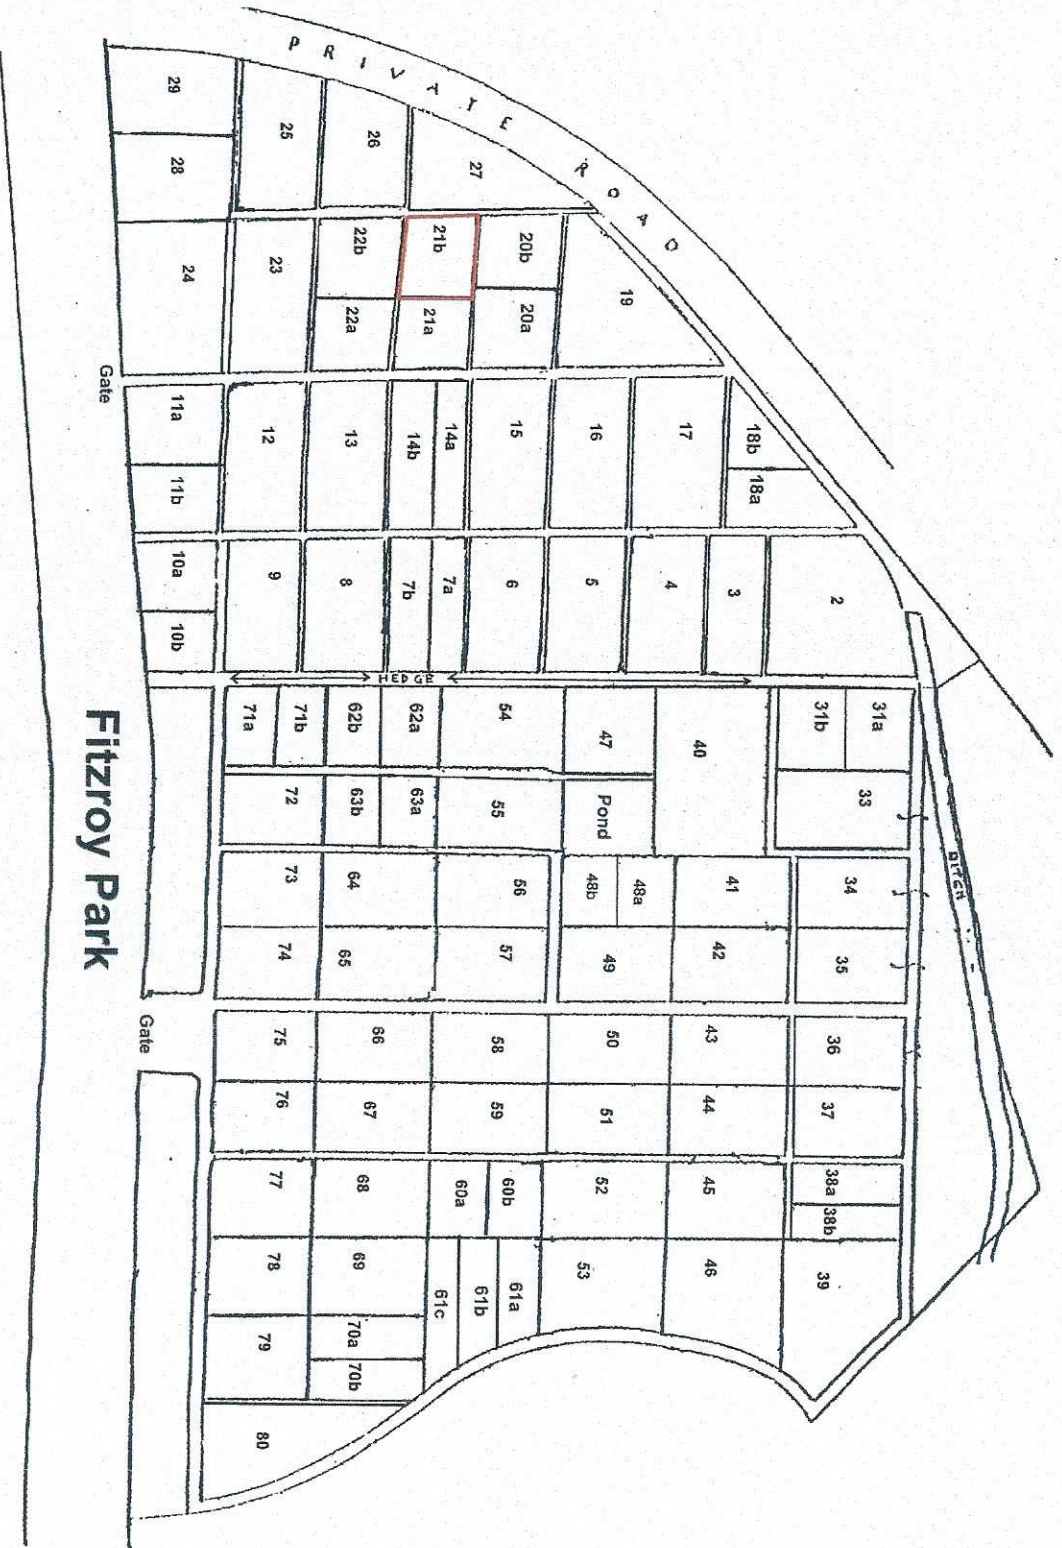 PRIVATE ROAD
DITCH
2
31a
33
34
35
36
37
38a
38b
39
31b
18b
18a
3
40
41
42
43
44
45
46
19
17
4
47
Pond
48a
48b
49
50
51
52
53
27
20b
20a
16
5
54
55
56
57
58
59
60b
60a
61a
61b
61c
15
6
21b
21a
14a
14b
7a
7b
HEDGE
62a
62b
63a
63b
64
65
66
67
68
69
70a
70b
26
22b
22a
13
8
71b
71a
72
73
74
75
76
77
78
79
80
25
23
12
9
29
28
24
11a
11b
10a
10b
Gate
Gate
Fitzroy Park